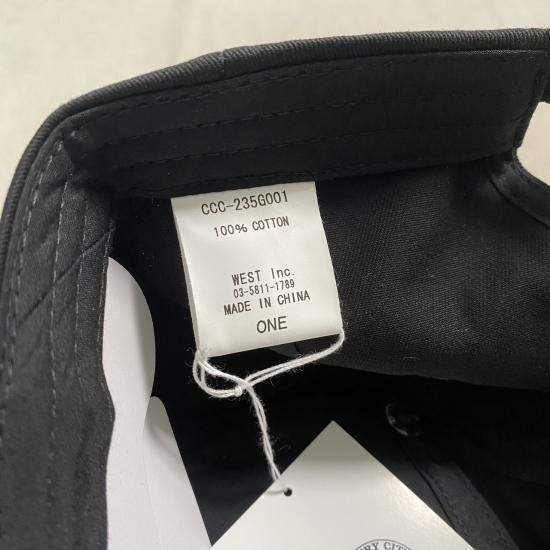 CCC-235G001
100% COTTON
WEST Inc.
03-5811-1789
MADE IN CHINA
ONE